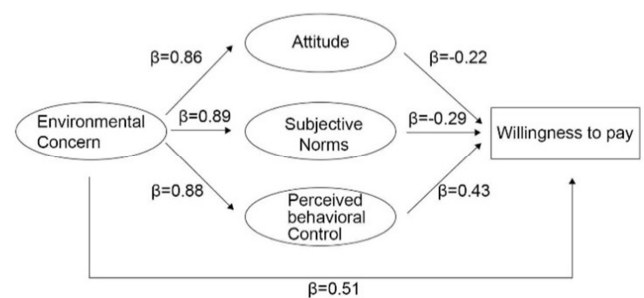 Attitude
β=0.86
β=-0.22
Environmental
Concern
β=0.89
Subjective
Norms
β=-0.29
Willingness to pay
β=0.88
Perceived
behavioral
Control
β=0.43
β=0.51